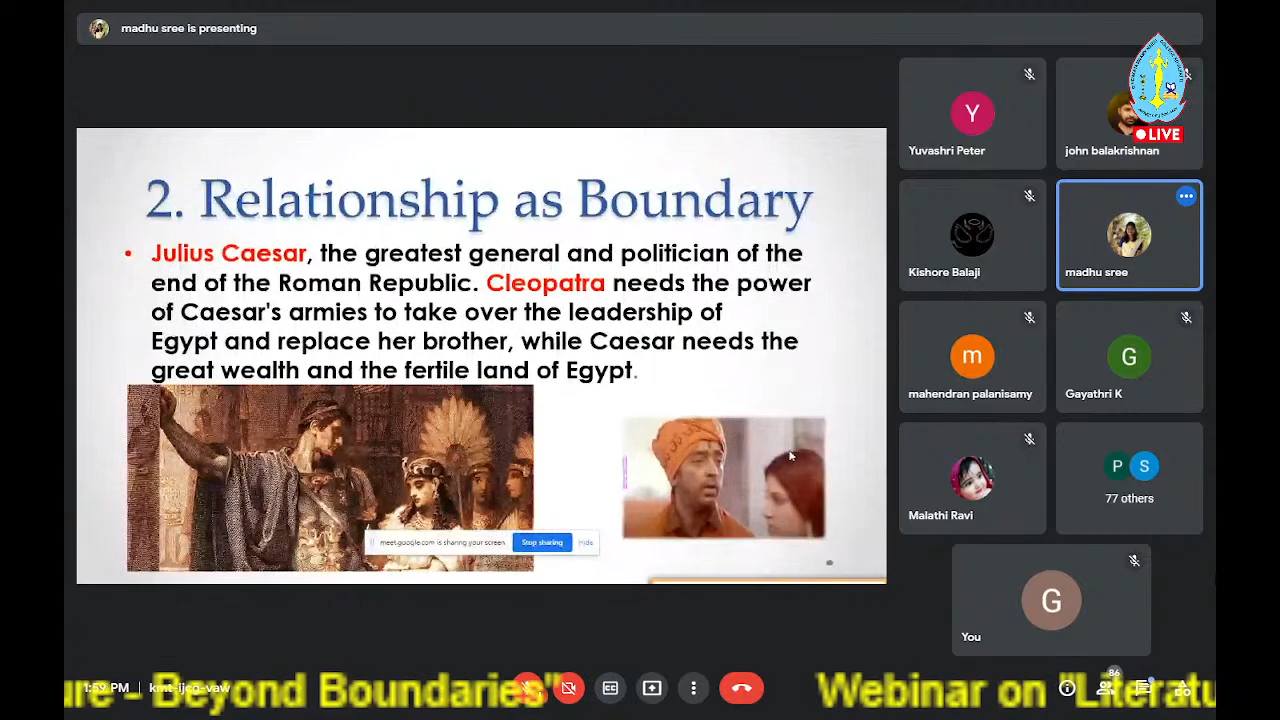 madhu sree is presenting
LIVE
Y
Yuvashri Peter
john balakrishnan
2. Relationship as Boundary
• Julius Caesar, the greatest general and politician of the
end of the Roman Republic. Cleopatra needs the power
of Caesar's armies to take over the leadership of
Egypt and replace her brother, while Caesar needs the
great wealth and the fertile land of Egypt.
Kishore Balaji
madhu sree
m
mahendran palanisamy
G
Gayathri K
Malathi Ravi
P S
77 others
meet.google.com is sharing your screen.
Stop sharing
Hide
G
You
1:59 PM
86
ure - Beyond Boundaries" Webinar on "Literatu